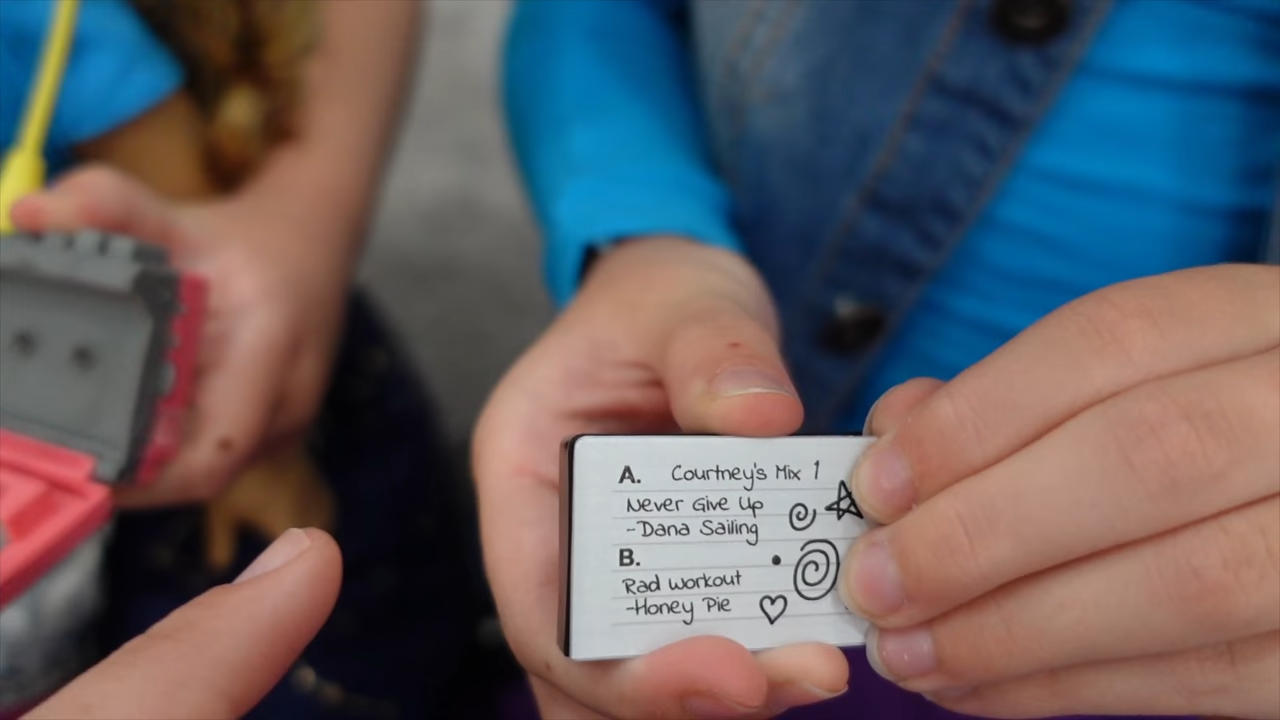 A. Courtney's Mix 1
Never Give Up
-Dana Sailing
B.
Rad Workout
-Honey Pie